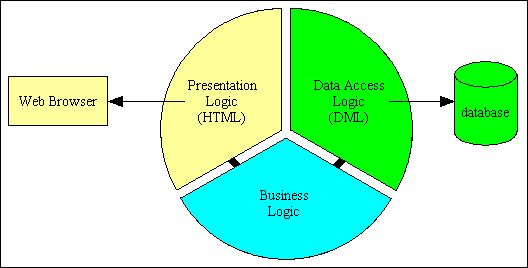 Web Browser
Presentation
Logic
(HTML)
Data Access
Logic
(DML)
database
Business
Logic